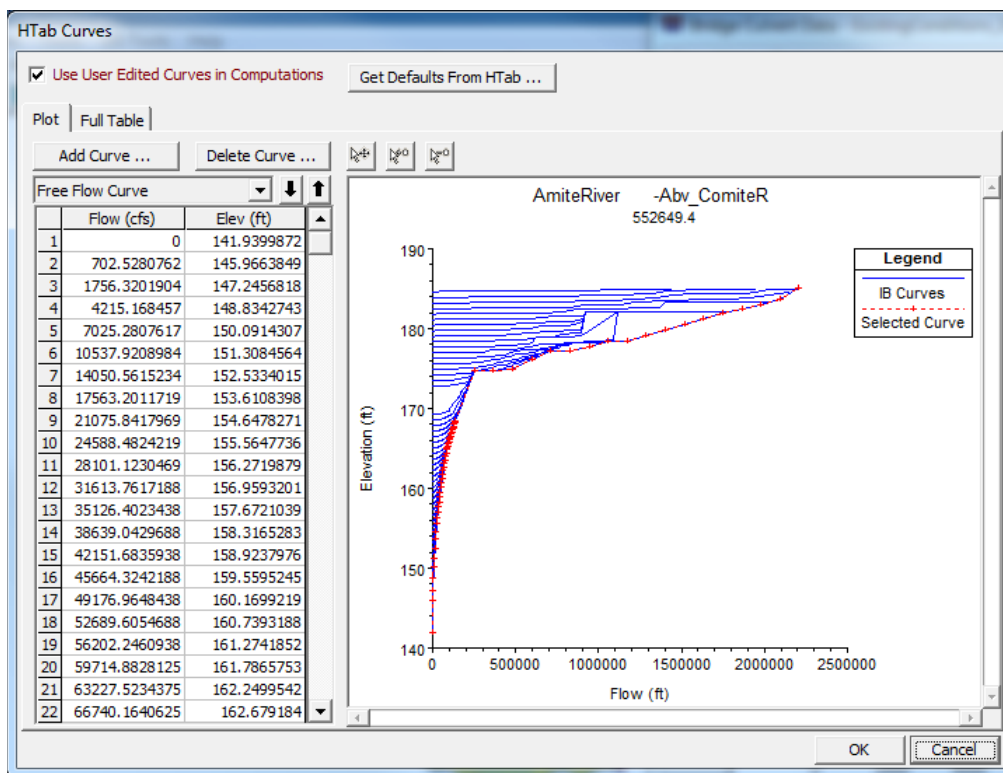 HTab Curves
Use User Edited Curves in Computations
Get Defaults From HTab ...
Plot
Full Table
Add Curve ...
Delete Curve ...
Free Flow Curve
Flow (cfs) Elev (ft)
1 0 141.9399872
2 702.5280762 145.9663849
3 1756.3201904 147.2456818
4 4215.168457 148.8342743
5 7025.2807617 150.0914307
6 10537.9208984 151.3084564
7 14050.5615234 152.5334015
8 17563.2011719 153.6108398
9 21075.8417969 154.6478271
10 24588.4824219 155.5647736
11 28101.1230469 156.2719879
12 31613.7617188 156.9593201
13 35126.4023438 157.6721039
14 38639.0429688 158.3165283
15 42151.6835938 158.9237976
16 45664.3242188 159.5595245
17 49176.9648438 160.1699219
18 52689.6054688 160.7393188
19 56202.2460938 161.2741852
20 59714.8828125 161.7865753
21 63227.5234375 162.2499542
22 66740.1640625 162.679184
AmiteRiver -Abv_ComiteR
552649.4
190
180
170
160
150
140
Elevation (ft)
0 500000 1000000 1500000 2000000 2500000
Flow (ft)
Legend
IB Curves
Selected Curve
OK
Cancel